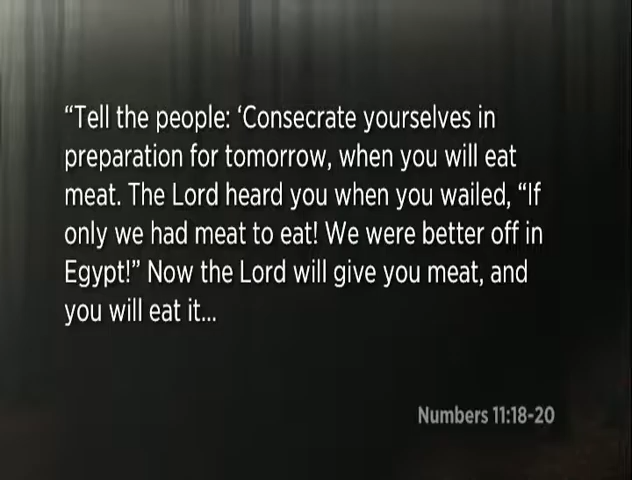 “Tell the people: ‘Consecrate yourselves in
preparation for tomorrow, when you will eat
meat. The Lord heard you when you wailed, “If
only we had meat to eat! We were better off in
Egypt!” Now the Lord will give you meat, and
you will eat it...
Numbers 11:18-20